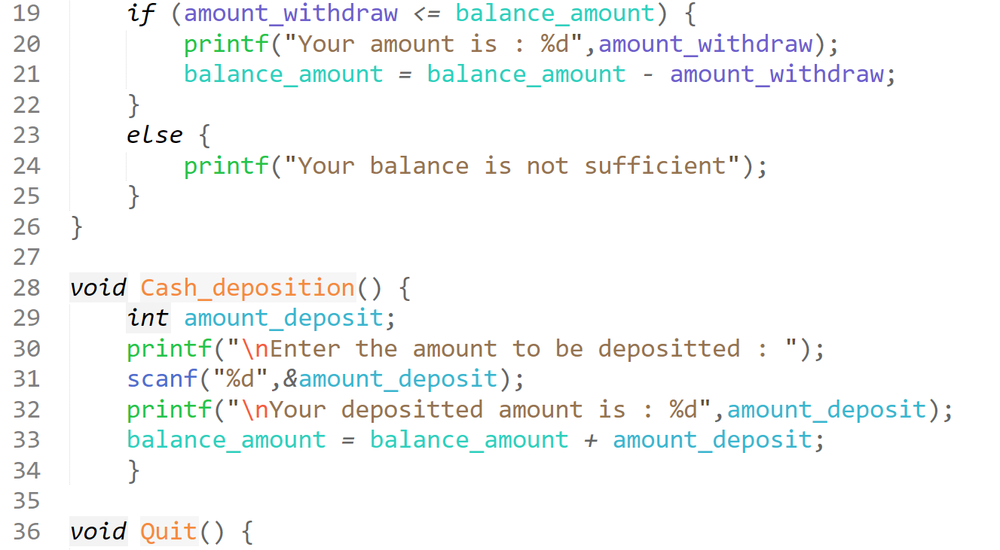 19 if (amount_withdraw <= balance_amount) {
20 printf("Your amount is : %d",amount_withdraw);
21 balance_amount = balance_amount - amount_withdraw;
22 }
23 else {
24 printf("Your balance is not sufficient");
25 }
26 }
27
28 void Cash_deposition() {
29 int amount_deposit;
30 printf("\nEnter the amount to be depositted : ");
31 scanf("%d",&amount_deposit);
32 printf("\nYour depositted amount is : %d",amount_deposit);
33 balance_amount = balance_amount + amount_deposit;
34 }
35
36 void Quit() {